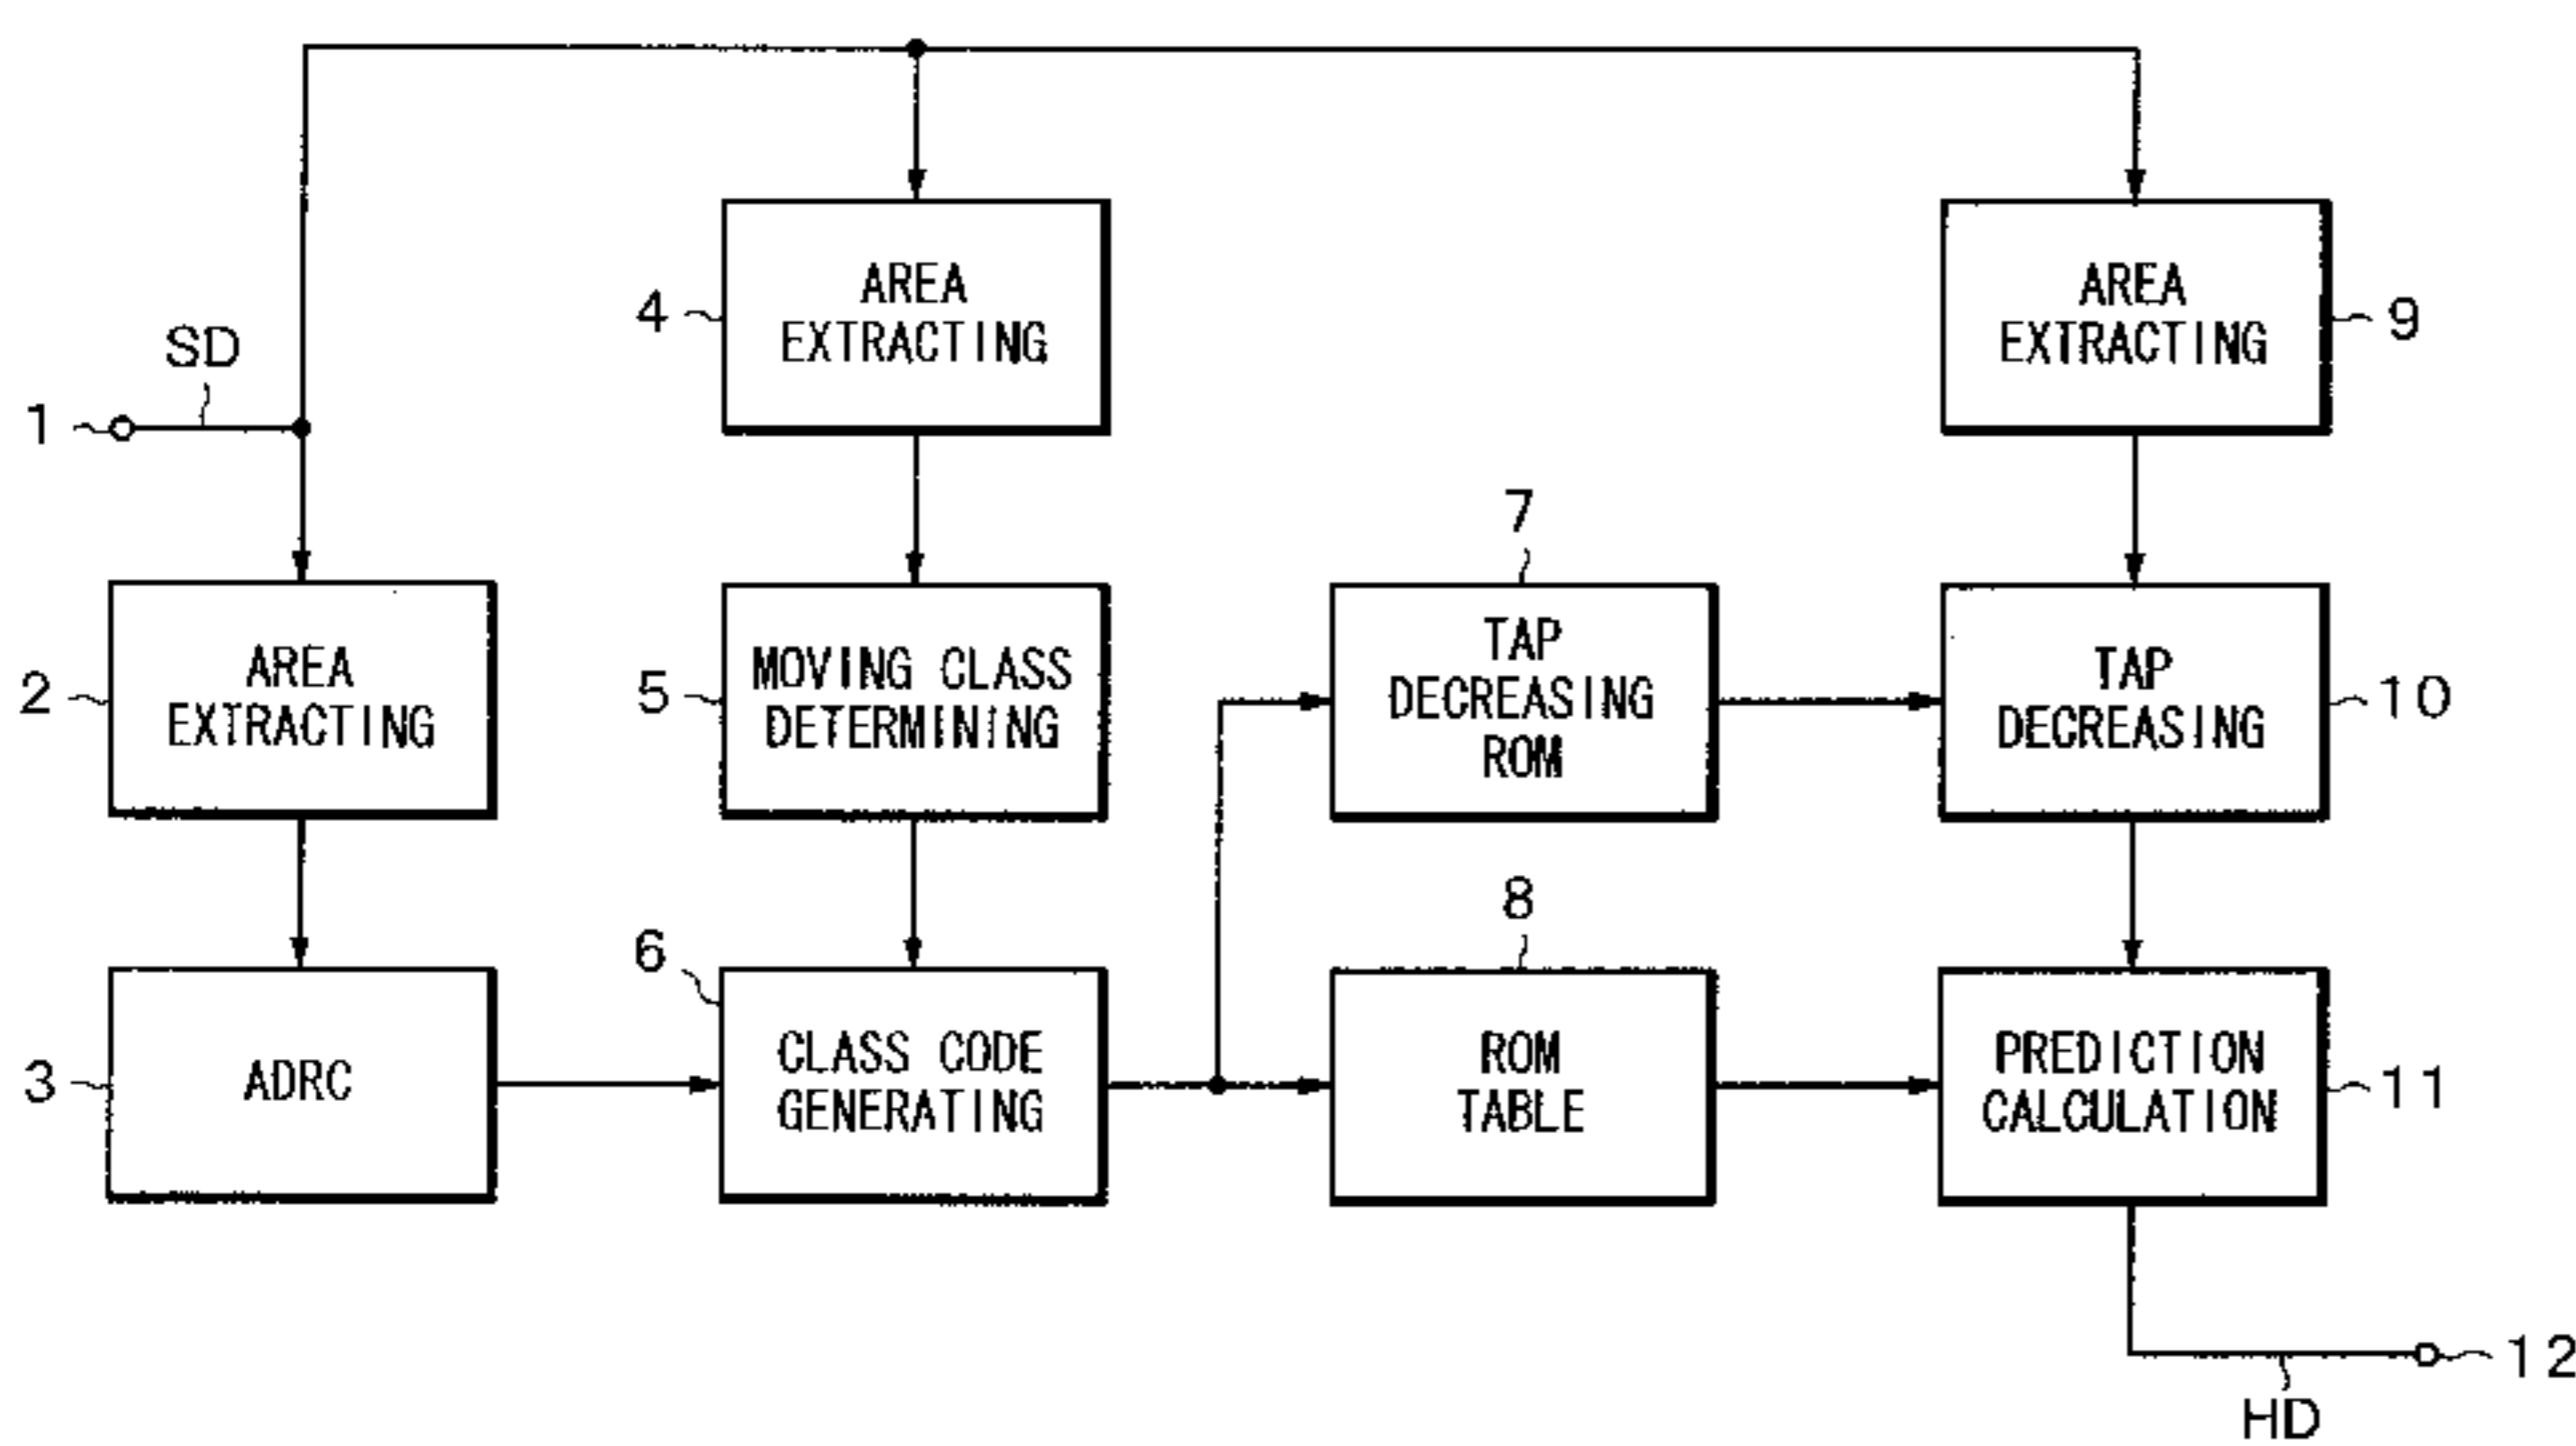 SD
1
AREA
EXTRACTING
4
AREA
EXTRACTING
9
AREA
EXTRACTING
2
MOVING CLASS
DETERMINING
5
7
TAP
DECREASING
ROM
TAP
DECREASING
10
3
ADRC
6
CLASS CODE
GENERATING
8
ROM
TABLE
PREDICTION
CALCULATION
11
12
HD